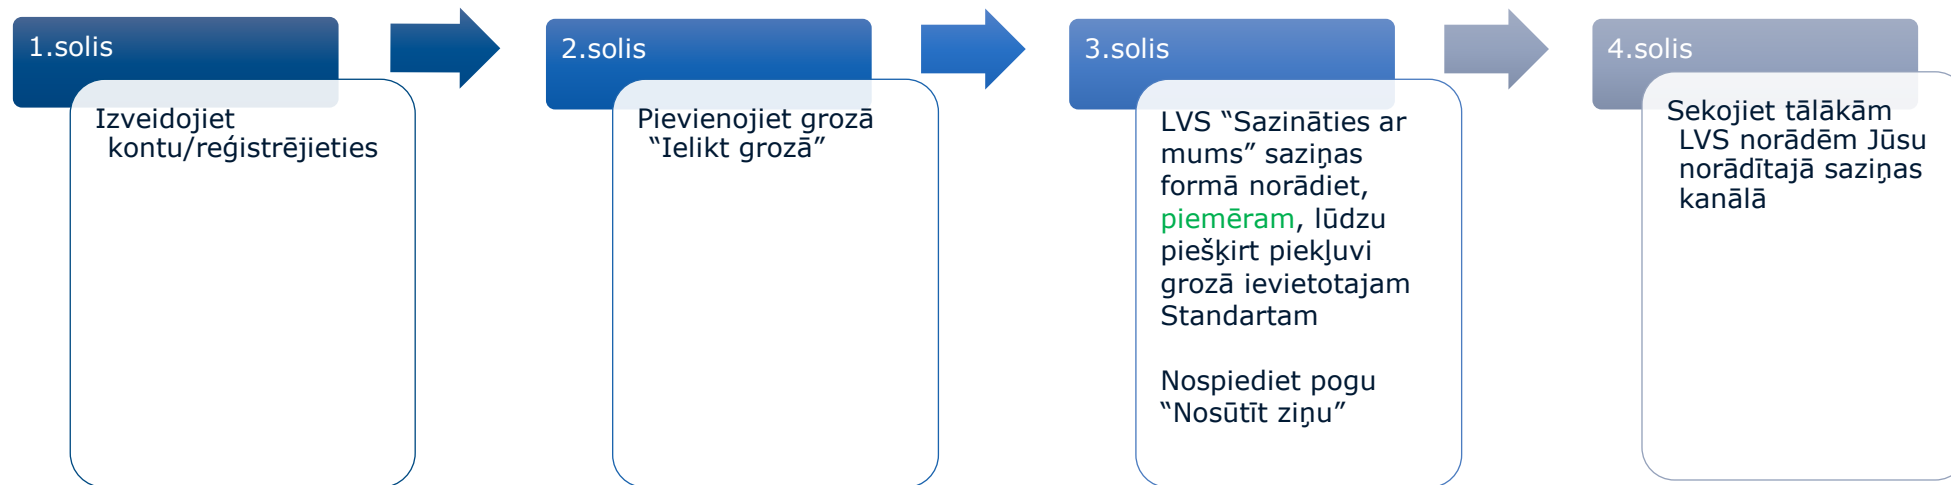 1.solis
Izveidojiet
kontu/reģistrējieties
2.solis
Pievienojiet grozā
“Ielikt grozā”
3.solis
LVS “Sazināties ar
mums” saziņas
formā norādiet,
piemēram, lūdzu
piešķirt piekļuvi
grozā ievietotajam
Standartam
Nospiediet pogu
“Nosūtīt ziņu”
4.solis
Sekojiet tālākām
LVS norādēm Jūsu
norādītajā saziņas
kanālā